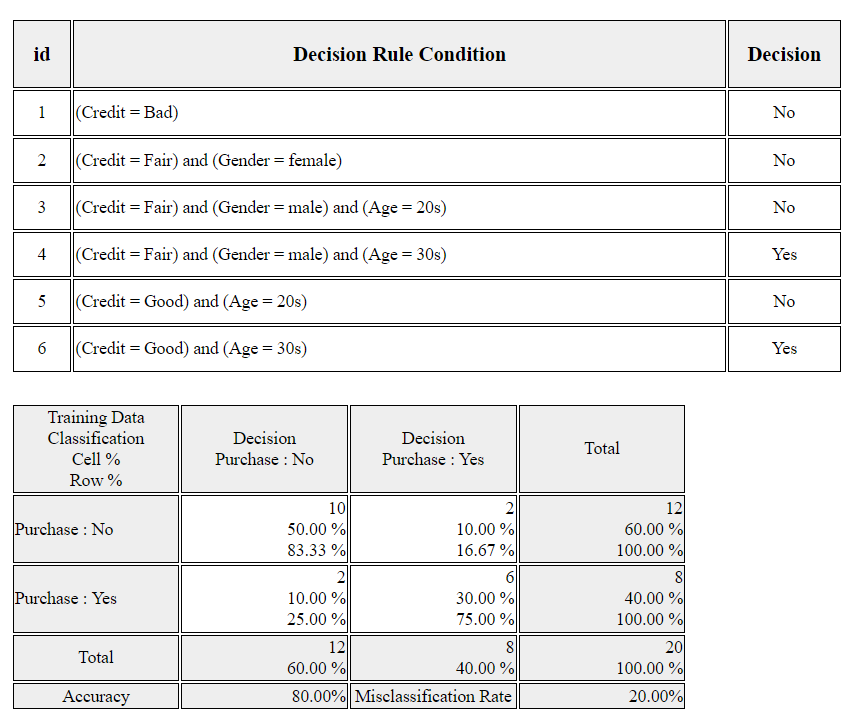 id Decision Rule Condition Decision
1 (Credit = Bad) No
2 (Credit = Fair) and (Gender = female) No
3 (Credit = Fair) and (Gender = male) and (Age = 20s) No
4 (Credit = Fair) and (Gender = male) and (Age = 30s) Yes
5 (Credit = Good) and (Age = 20s) No
6 (Credit = Good) and (Age = 30s) Yes
Training Data
Classification
Cell %
Row %
Decision
Purchase : No
Decision
Purchase : Yes
Total
Purchase : No
10
50.00 %
83.33 %
2
10.00 %
16.67 %
12
60.00 %
100.00 %
Purchase : Yes
2
10.00 %
25.00 %
6
30.00 %
75.00 %
8
40.00 %
100.00 %
Total
12
60.00 %
8
40.00 %
20
100.00 %
Accuracy 80.00% Misclassification Rate 20.00%